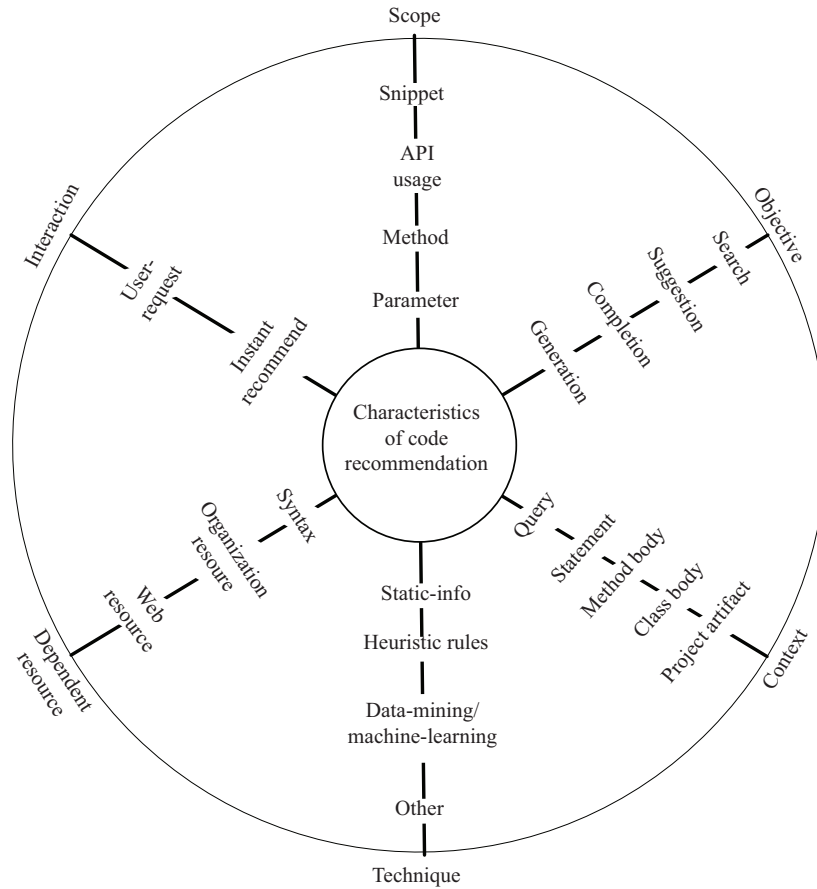 Scope
Snippet
API
usage
Method
Parameter
Objective
Search
Suggestion
Completion
Generation
Interaction
User-
request
Instant
recommend
Characteristics
of code
recommendation
Query
Statement
Method body
Class body
Project artifact
Context
Syntax
Organization
resoure
Web
resource
Dependent
resource
Static-info
Heuristic rules
Data-mining/
machine-learning
Other
Technique